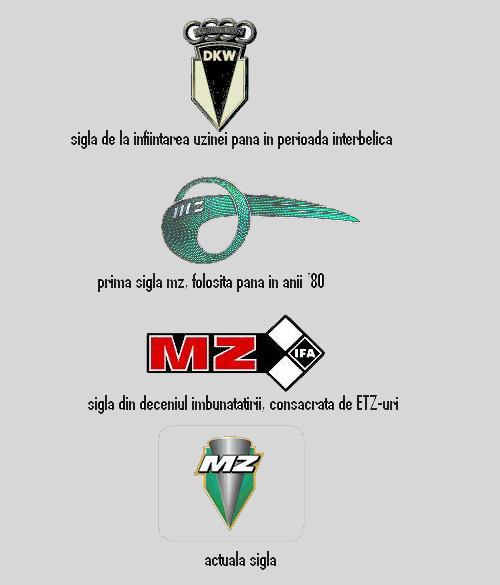 DKW
sigla de la infiintarea uzinei pana in perioada interbelica
mz
prima sigla mz, folosita pana in anii '80
MZ IFA
sigla din deceniul imbunatatirii, consacrata de ETZ-uri
MZ
actuala sigla